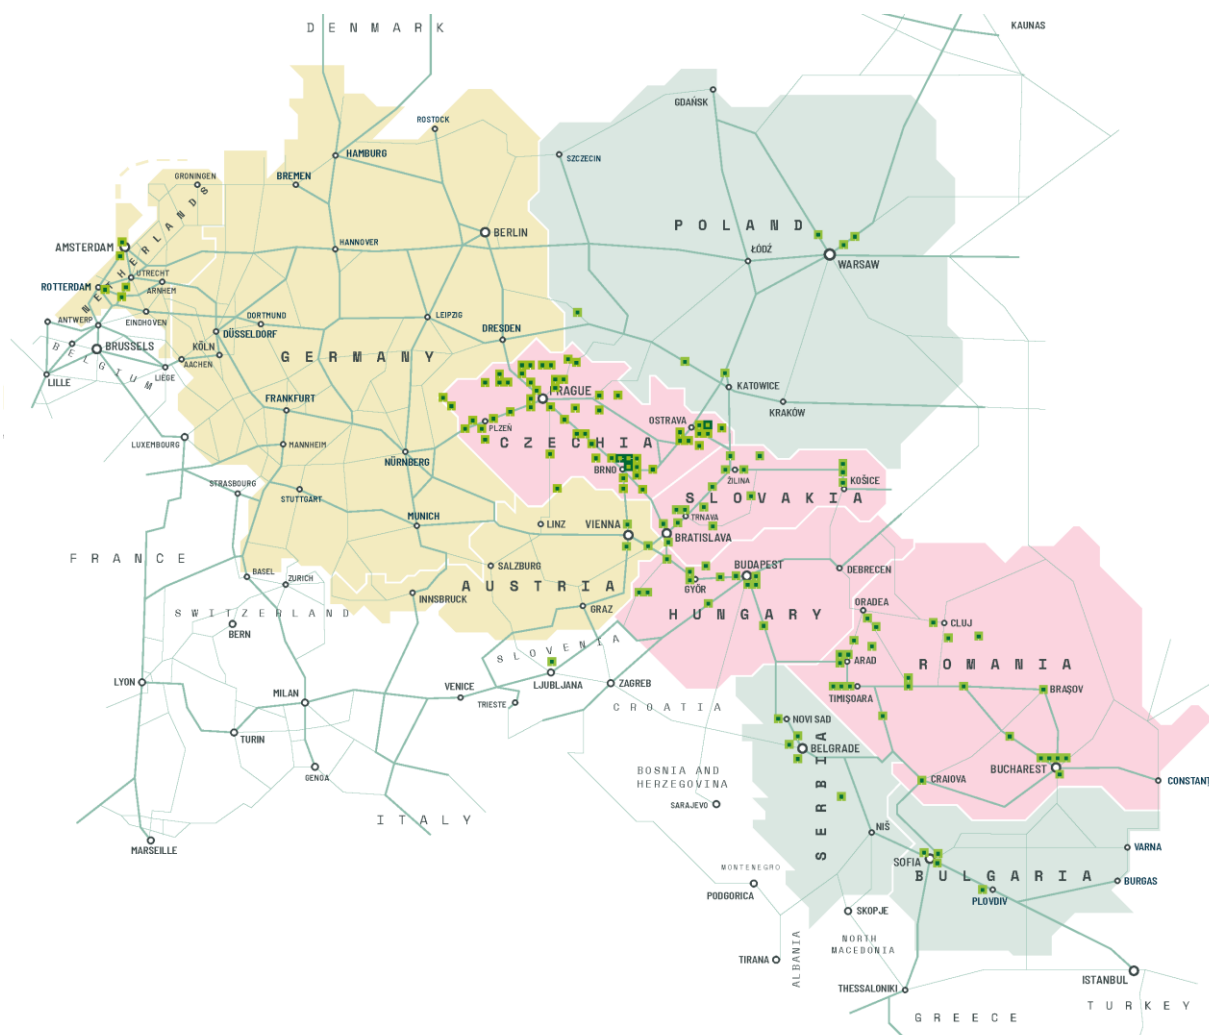 DENMARK
KAUNAS
GDAŃSK
ROSTOCK
HAMBURG
SZCZECIN
GRONINGEN
BREMEN
NETHERLANDS
POLAND
BERLIN
AMSTERDAM
HANNOVER
ŁÓDŹ
WARSAW
UTRECHT
ROTTERDAM
ARNHEM
ANTWERP
EINDHOVEN
DORTMUND
LEIPZIG
DÜSSELDORF
DRESDEN
BRUSSELS
BELGIUM
KÖLN
GERMANY
AACHEN
LIEGE
LILLE
KATOWICE
PRAGUE
FRANKFURT
KRAKÓW
OSTRAVA
PLZEŇ
LUXEMBOURG
MANNHEIM
CZECHIA
NÜRNBERG
BRNO
ŽILINA
KOŠICE
STRASBOURG
STUTTGART
SLOVAKIA
MUNICH
LINZ
VIENNA
TRNAVA
BRATISLAVA
FRANCE
SALZBURG
BUDAPEST
DEBRECEN
BASEL
ZURICH
AUSTRIA
GYŐR
INNSBRUCK
GRAZ
ORADEA
SWITZERLAND
HUNGARY
CLUJ
BERN
SLOVENIA
ARAD
ROMANIA
LYON
MILAN
VENICE
LJUBLJANA
ZAGREB
TIMIŞOARA
BRAŞOV
TRIESTE
CROATIA
NOVI SAD
TURIN
BELGRADE
GENOA
BOSNIA AND
HERZEGOVINA
BUCHAREST
CRAIOVA
CONSTANȚ
SARAJEVO
ITALY
SERBIA
NIŠ
MARSEILLE
VARNA
SOFIA
MONTENEGRO
BULGARIA
BURGAS
PODGORICA
PLOVDIV
SKOPJE
NORTH
MACEDONIA
TIRANA
ALBANIA
ISTANBUL
THESSALONIKI
TURKEY
GREECE